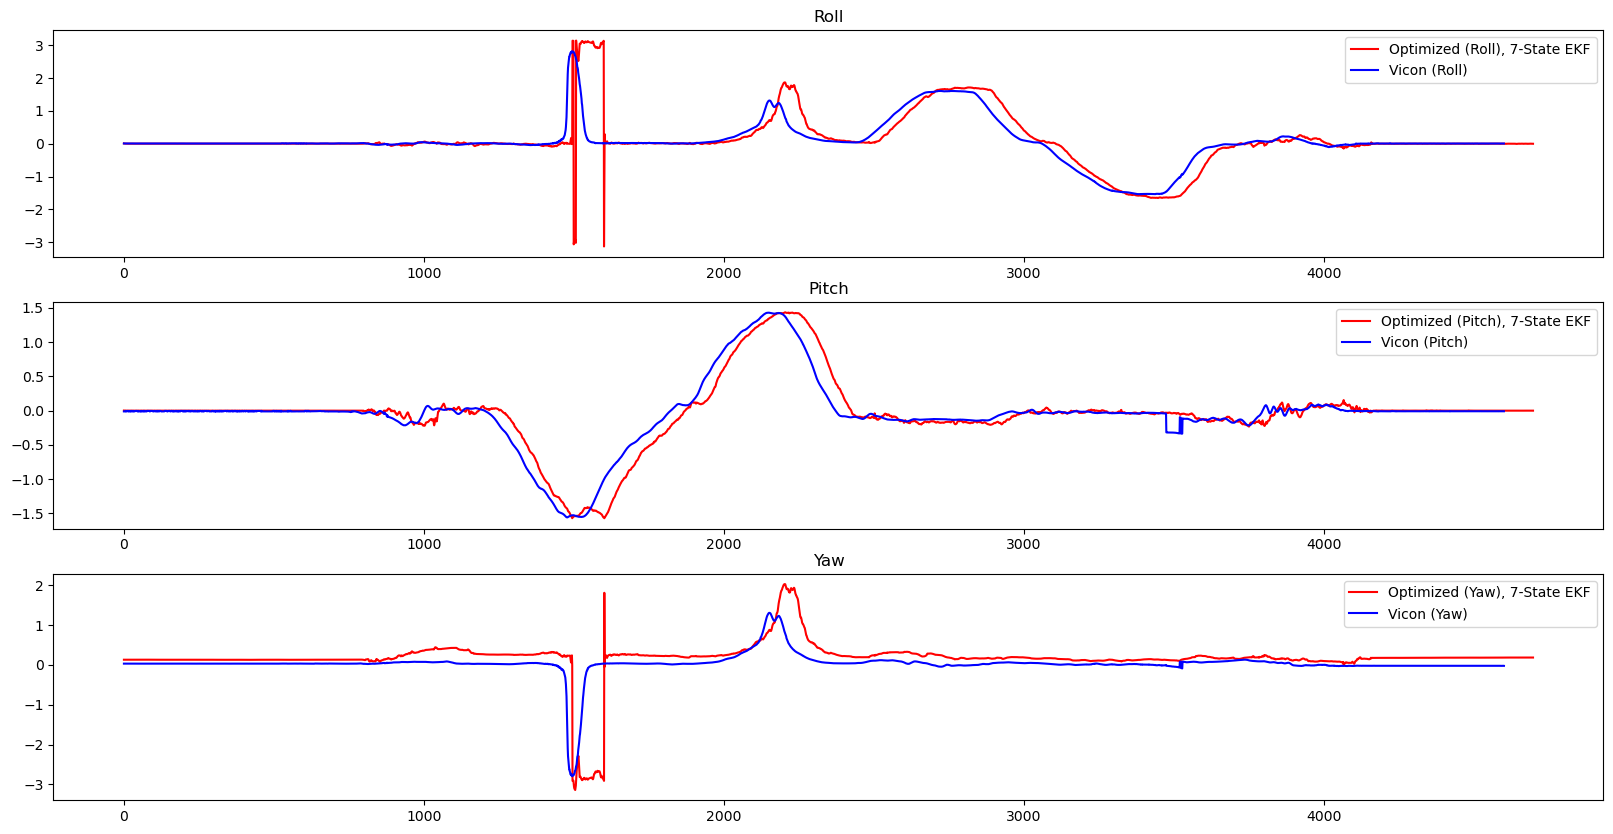 Roll
3
2
1
0
−1
−2
−3
Optimized (Roll), 7-State EKF
Vicon (Roll)
0 1000 2000 3000 4000
Pitch
1.5
1.0
0.5
0.0
−0.5
−1.0
−1.5
Optimized (Pitch), 7-State EKF
Vicon (Pitch)
0 1000 2000 3000 4000
Yaw
2
1
0
−1
−2
−3
Optimized (Yaw), 7-State EKF
Vicon (Yaw)
0 1000 2000 3000 4000